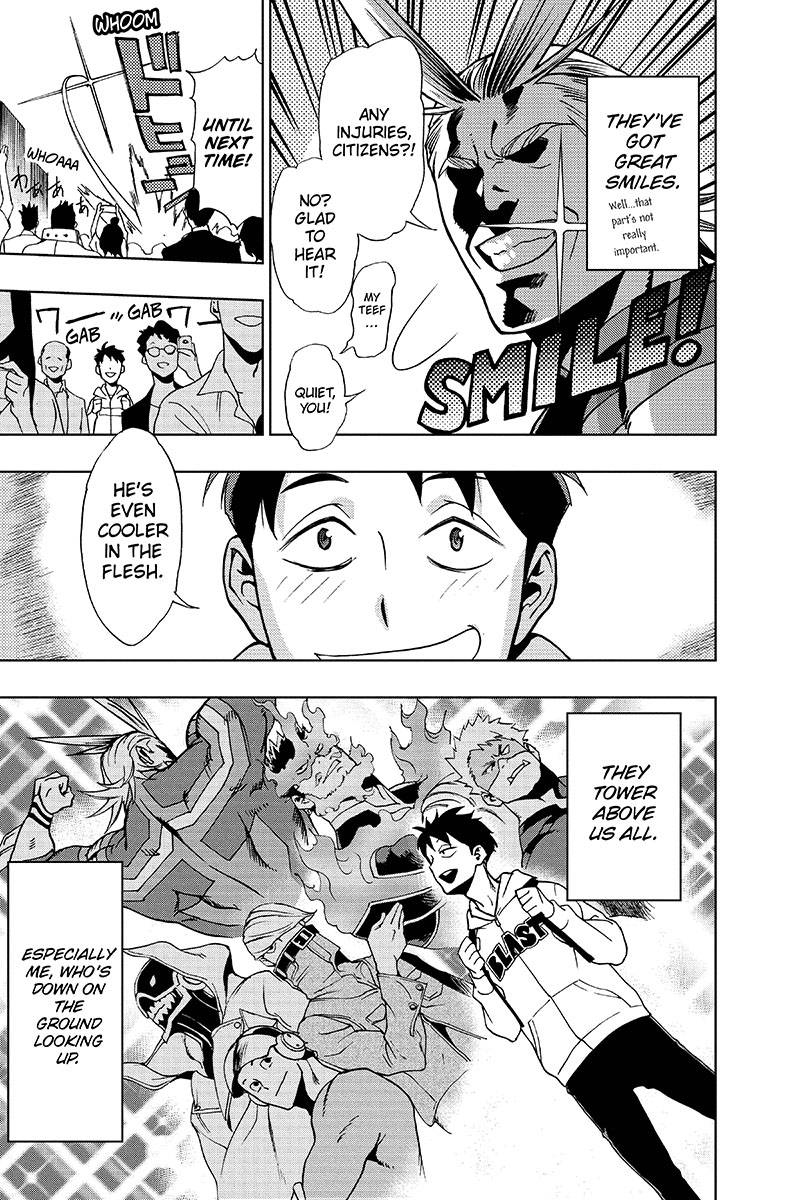 THEY'VE
GOT
GREAT
SMILES.
Well...that
part's not
really
important.
ANY
INJURIES,
CITIZENS?!
NO?
GLAD
TO
HEAR
IT!
MY
TEEF
...
QUIET,
YOU!
SMILE!
UNTIL
NEXT
TIME!
WHOOM
ドヒュン
WHOAAA
わあぁあ
GAB
GAB
ワー
ワー
HE'S
EVEN
COOLER
IN THE
FLESH.
THEY
TOWER
ABOVE
US ALL.
BLAST
ESPECIALLY
ME, WHO'S
DOWN ON
THE
GROUND
LOOKING
UP.